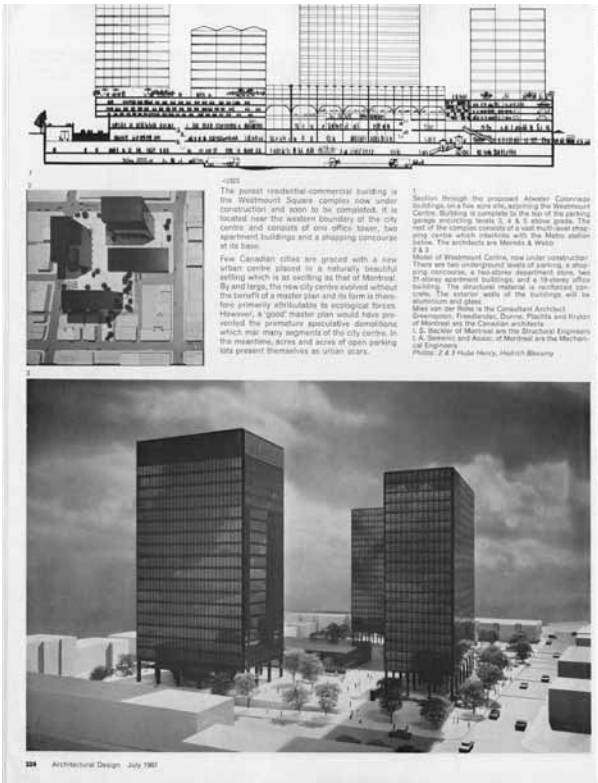 1
2
<(323)
The purest residential-commercial building is
the Westmount Square complex now under
construction and soon to be completed. It is
located near the western boundary of the city
centre and consists of one office tower, two
apartment buildings and a shopping concourse
at its base.
Few Canadian cities are graced with a new
urban centre placed in a naturally beautiful
setting which is as exciting as that of Montreal.
By and large, the new city centre evolved without
the benefit of a master plan and its form is there-
fore primarily attributable to ecological forces.
However, a 'good' master plan would have pre-
vented the premature speculative demolitions
which mar many segments of the city centre. In
the meantime, acres and acres of open parking
lots present themselves as urban scars.
1
Section through the proposed Atwater Colonnade
buildings, on a five acre site, adjoining the Westmount
Centre. Building is complete to the top of the parking
garage encircling levels 3, 4 & 5 above grade. The
rest of the complex consists of a vast multi-level shop-
ping centre which interlinks with the Metro station
below. The architects are Mereds & Webb
2 & 3
Model of Westmount Centre, now under construction.
There are two underground levels of parking, a shop-
ping concourse, a two-storey department store, two
21-storey apartment buildings, and a 19-storey office
building. The structural material is reinforced con-
crete. The exterior walls of the buildings will be
aluminium and glass
Mies van der Rohe is the Consultant Architect
Greenspoon, Freedlander, Dunne, Plachta and Kryton
of Montreal are the Canadian architects
I. S. Backler of Montreal are the Structural Engineers
I. A. Semenic and Assoc. of Montreal are the Mechan-
ical Engineers
Photos: 2 & 3 Hube Henry, Hedrich Blessing
3
324 Architectural Design July 1967